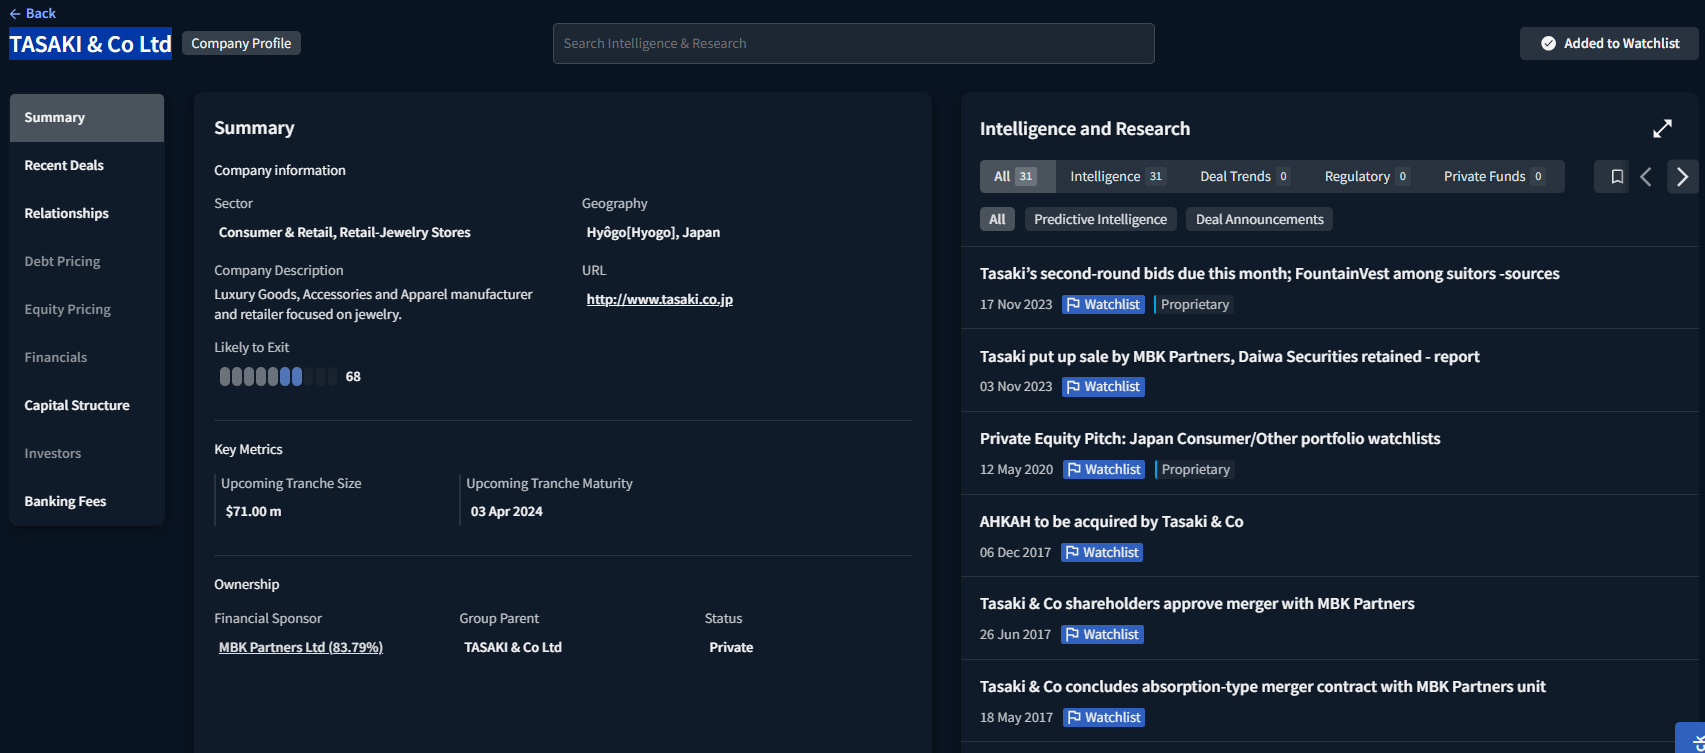 Back
TASAKI & Co Ltd
Company Profile
Search Intelligence & Research
Added to Watchlist
Summary
Recent Deals
Relationships
Debt Pricing
Equity Pricing
Financials
Capital Structure
Investors
Banking Fees
Summary
Company information
Sector
Consumer & Retail, Retail-Jewelry Stores
Geography
Hyôgo[Hyogo], Japan
Company Description
Luxury Goods, Accessories and Apparel manufacturer
and retailer focused on jewelry.
URL
http://www.tasaki.co.jp
Likely to Exit
68
Key Metrics
Upcoming Tranche Size
$71.00 m
Upcoming Tranche Maturity
03 Apr 2024
Ownership
Financial Sponsor
MBK Partners Ltd (83.79%)
Group Parent
TASAKI & Co Ltd
Status
Private
Intelligence and Research
All 31 Intelligence 31 Deal Trends 0 Regulatory 0 Private Funds 0
All Predictive Intelligence Deal Announcements
Tasaki’s second-round bids due this month; FountainVest among suitors -sources
17 Nov 2023 Watchlist Proprietary
Tasaki put up sale by MBK Partners, Daiwa Securities retained - report
03 Nov 2023 Watchlist
Private Equity Pitch: Japan Consumer/Other portfolio watchlists
12 May 2020 Watchlist Proprietary
AHKAH to be acquired by Tasaki & Co
06 Dec 2017 Watchlist
Tasaki & Co shareholders approve merger with MBK Partners
26 Jun 2017 Watchlist
Tasaki & Co concludes absorption-type merger contract with MBK Partners unit
18 May 2017 Watchlist